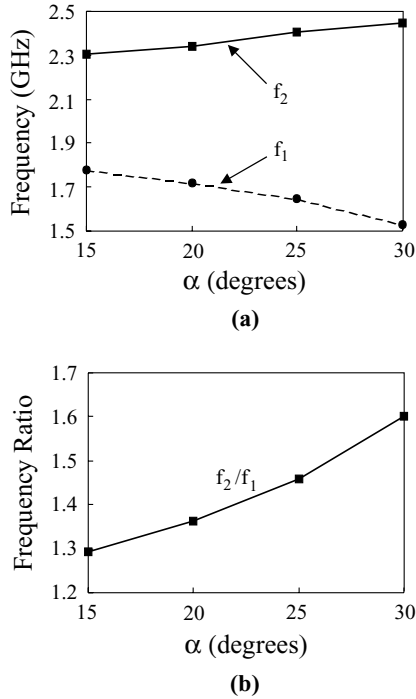 Frequency (GHz)
2.5
2.3
2.1
1.9
1.7
1.5
f2
f1
15
20
25
30
α (degrees)
(a)
Frequency Ratio
1.7
1.6
1.5
1.4
1.3
1.2
f2/f1
15
20
25
30
α (degrees)
(b)